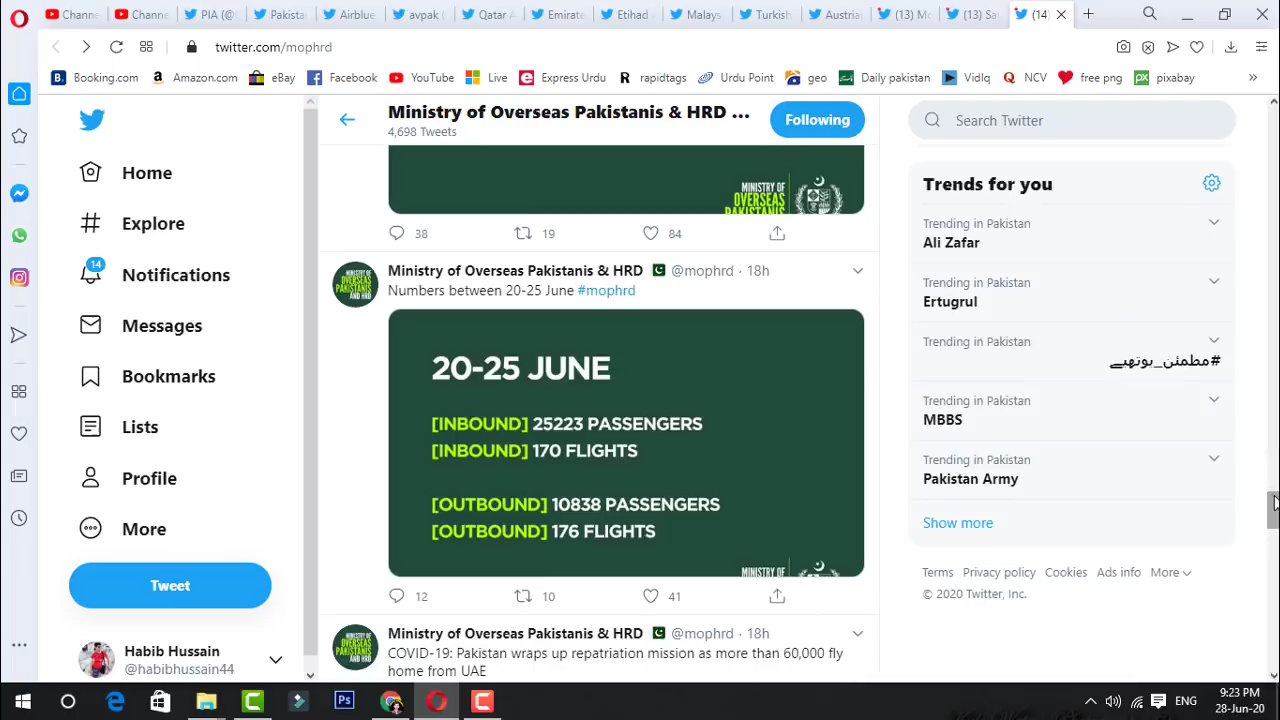 Channe
Channe
PIA (@
Pakista
Airblue
avpak (
Qatar A
Emirate
Etihad
Malays
Turkish
Austria
(13) Mo
(13) Sa
(14)
twitter.com/mophrd
Booking.com
Amazon.com
eBay
Facebook
YouTube
Live
Express Urdu
rapidtags
Urdu Point
geo
Daily pakistan
VidIq
NCV
free png
pixabay
Home
Explore
14
Notifications
Messages
Bookmarks
Lists
Profile
More
Tweet
Habib Hussain
@habibhussain44
Ministry of Overseas Pakistanis & HRD ...
4,698 Tweets
Following
MINISTRY OF
OVERSEAS
PAKISTANIS
38 19 84
Ministry of Overseas Pakistanis & HRD @mophrd · 18h
Numbers between 20-25 June #mophrd
20-25 JUNE
[INBOUND] 25223 PASSENGERS
[INBOUND] 170 FLIGHTS
[OUTBOUND] 10838 PASSENGERS
[OUTBOUND] 176 FLIGHTS
MINISTRY OF
12 10 41
Ministry of Overseas Pakistanis & HRD @mophrd · 18h
COVID-19: Pakistan wraps up repatriation mission as more than 60,000 fly
home from UAE
Search Twitter
Trends for you
Trending in Pakistan
Ali Zafar
Trending in Pakistan
Ertugrul
Trending in Pakistan
Trending in Pakistan
MBBS
Trending in Pakistan
Pakistan Army
Show more
Terms Privacy policy Cookies Ads info More
© 2020 Twitter, Inc.
ENG
9:23 PM
28-Jun-20